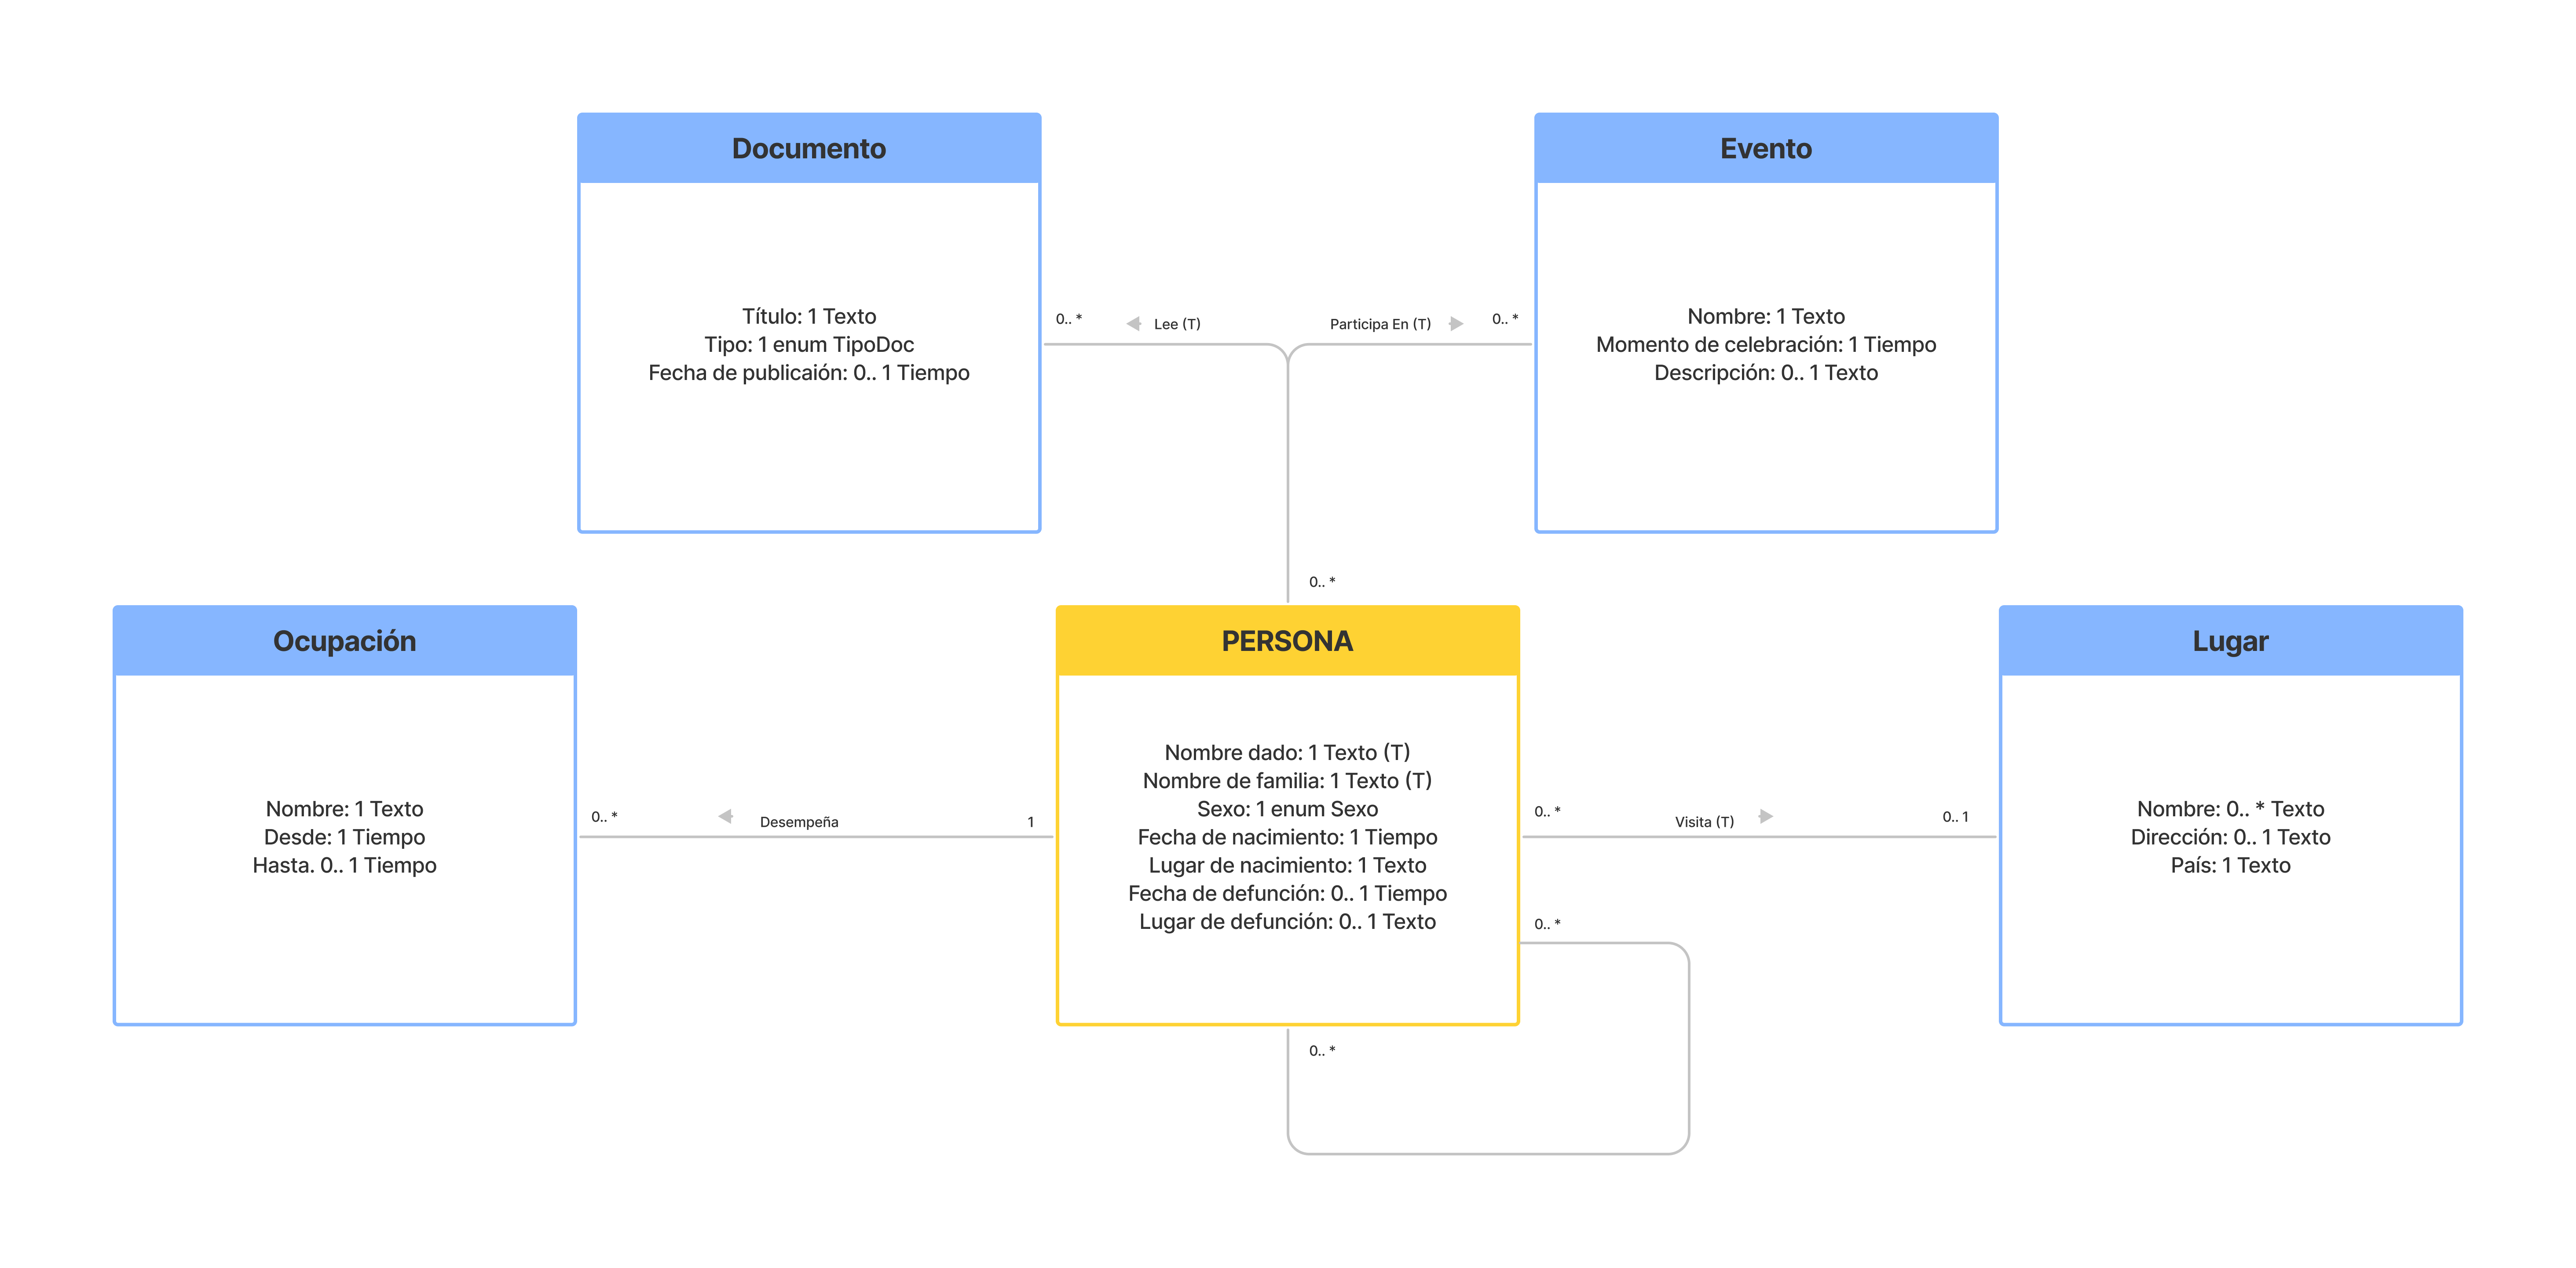 Documento
Título: 1 Texto
Tipo: 1 enum TipoDoc
Fecha de publicaión: 0.. 1 Tiempo
0.. *
Lee (T)
Participa En (T)
0.. *
Evento
Nombre: 1 Texto
Momento de celebración: 1 Tiempo
Descripción: 0.. 1 Texto
0.. *
Ocupación
Nombre: 1 Texto
Desde: 1 Tiempo
Hasta. 0.. 1 Tiempo
0.. *
Desempeña
1
PERSONA
Nombre dado: 1 Texto (T)
Nombre de familia: 1 Texto (T)
Sexo: 1 enum Sexo
Fecha de nacimiento: 1 Tiempo
Lugar de nacimiento: 1 Texto
Fecha de defunción: 0.. 1 Tiempo
Lugar de defunción: 0.. 1 Texto
0.. *
Visita (T)
0.. 1
Lugar
Nombre: 0.. * Texto
Dirección: 0.. 1 Texto
País: 1 Texto
0.. *
0.. *